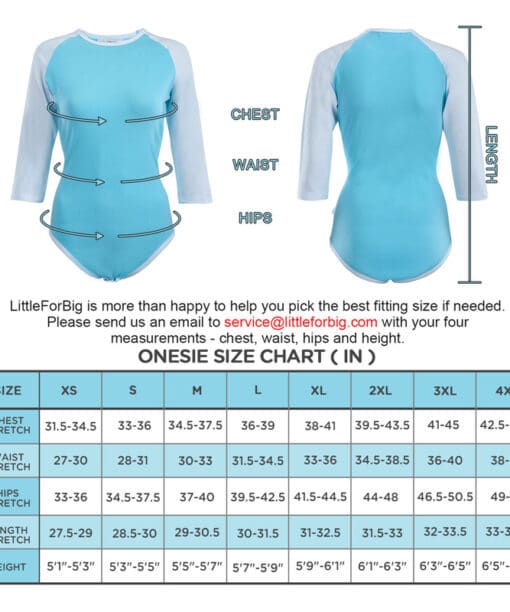 CHEST
WAIST
HIPS
LENGTH
LittleForBig is more than happy to help you pick the best fitting size if needed.
Please send us an email to service@littleforbig.com with your four
measurements - chest, waist, hips and height.
ONESIE SIZE CHART ( IN )
SIZE XS S M L XL 2XL 3XL 4X
HEST 31.5-34.5 33-36 34.5-37.5 36-39 38-41 39.5-43.5 41-45 42.5-
RETCH
AIST 27-30 28-31 30-33 31.5-34.5 33-36 34.5-38.5 36-40 38-
RETCH
HIPS 33-36 34.5-37.5 37-40 39.5-42.5 41.5-44.5 44-48 46.5-50.5 49-
RETCH
NGTH 27.5-29 28.5-30 29-30.5 30-31.5 31-32.5 31.5-33 32-33.5 33-3
RETCH
EIGHT 5'1"-5'3" 5'3"-5'5" 5'5"-5'7" 5'7"-5'9" 5'9"-6'1" 6'1"-6'3" 6'3"-6'5" 6'5"-